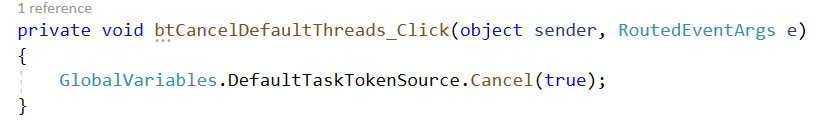 1 reference
private void btCancelDefaultThreads_Click(object sender, RoutedEventArgs e)
{
    GlobalVariables.DefaultTaskTokenSource.Cancel(true);
}